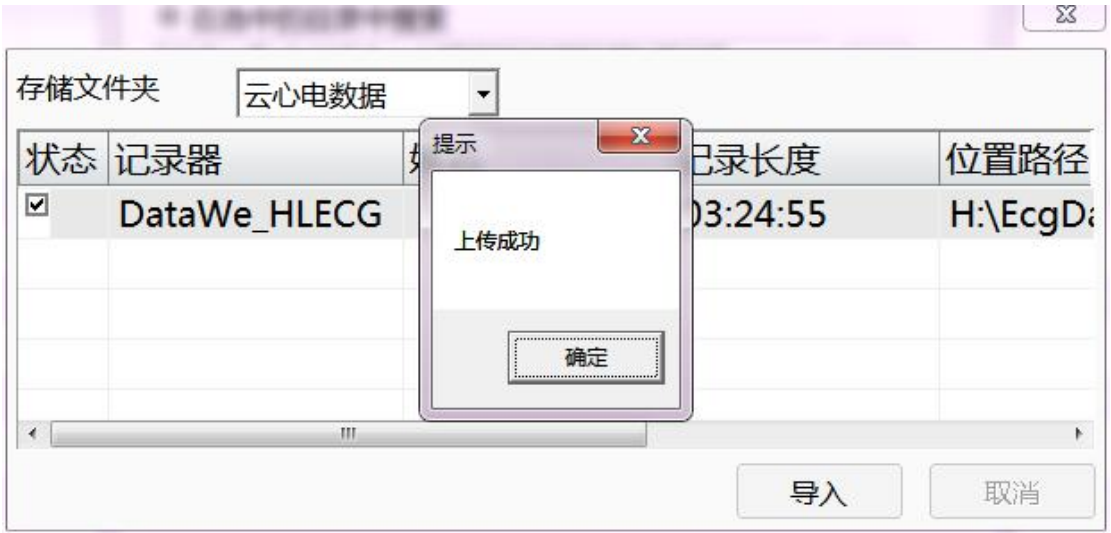 存储文件夹 云心电数据
提示
状态 记录器 记录长度 位置路径
DataWe_HLECG 03:24:55 H:\EcgDa
上传成功
确定
导入 取消